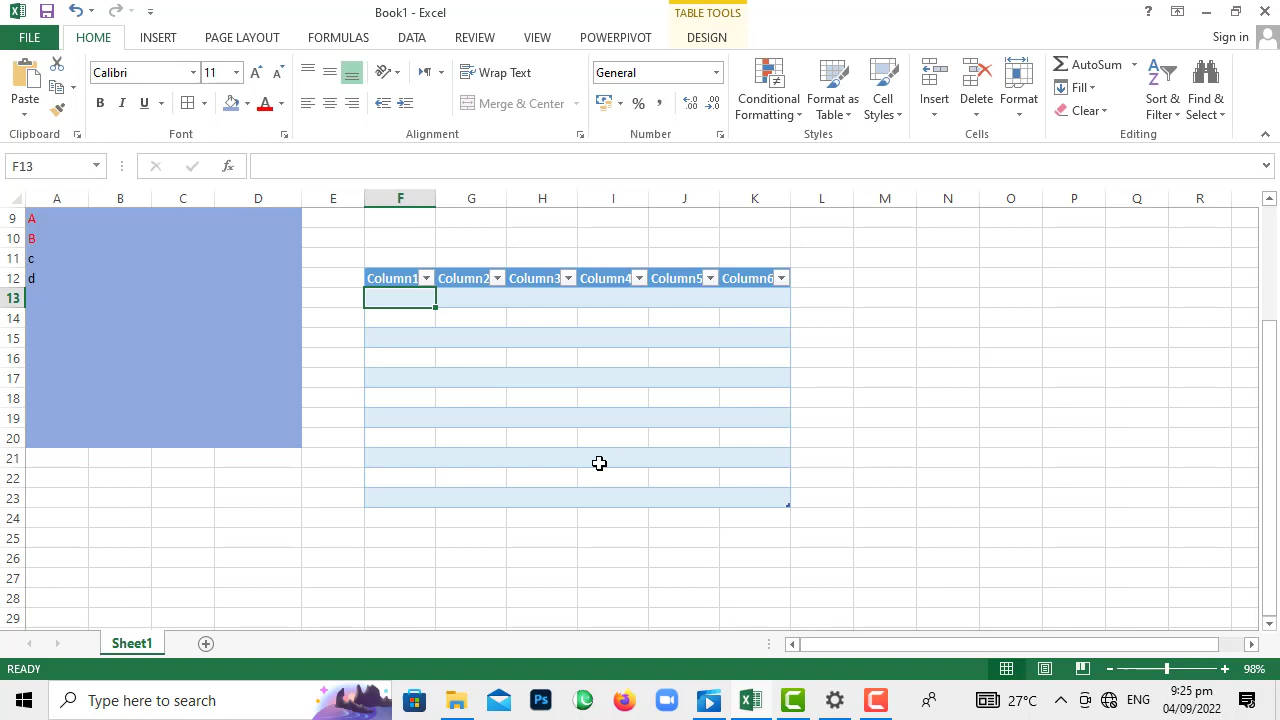 Book1 - Excel
TABLE TOOLS
?
FILE
HOME
INSERT
PAGE LAYOUT
FORMULAS
DATA
REVIEW
VIEW
POWERPIVOT
DESIGN
Sign in
Paste
Calibri
11
A A
B I U
A
Wrap Text
Merge & Center
General
%
,
Conditional Formatting
Format as Table
Cell Styles
Insert
Delete
Format
AutoSum
Fill
Clear
Sort & Filter
Find & Select
Clipboard
Font
Alignment
Number
Styles
Cells
Editing
F13
fx
A B C D E F G H I J K L M N O P Q R
9 A
10 B
11 c
12 d Column1 Column2 Column3 Column4 Column5 Column6
13
14
15
16
17
18
19
20
21
22
23
24
25
26
27
28
29
Sheet1
READY
98%
Type here to search
Ps
27°C
ENG
9:25 pm
04/09/2022